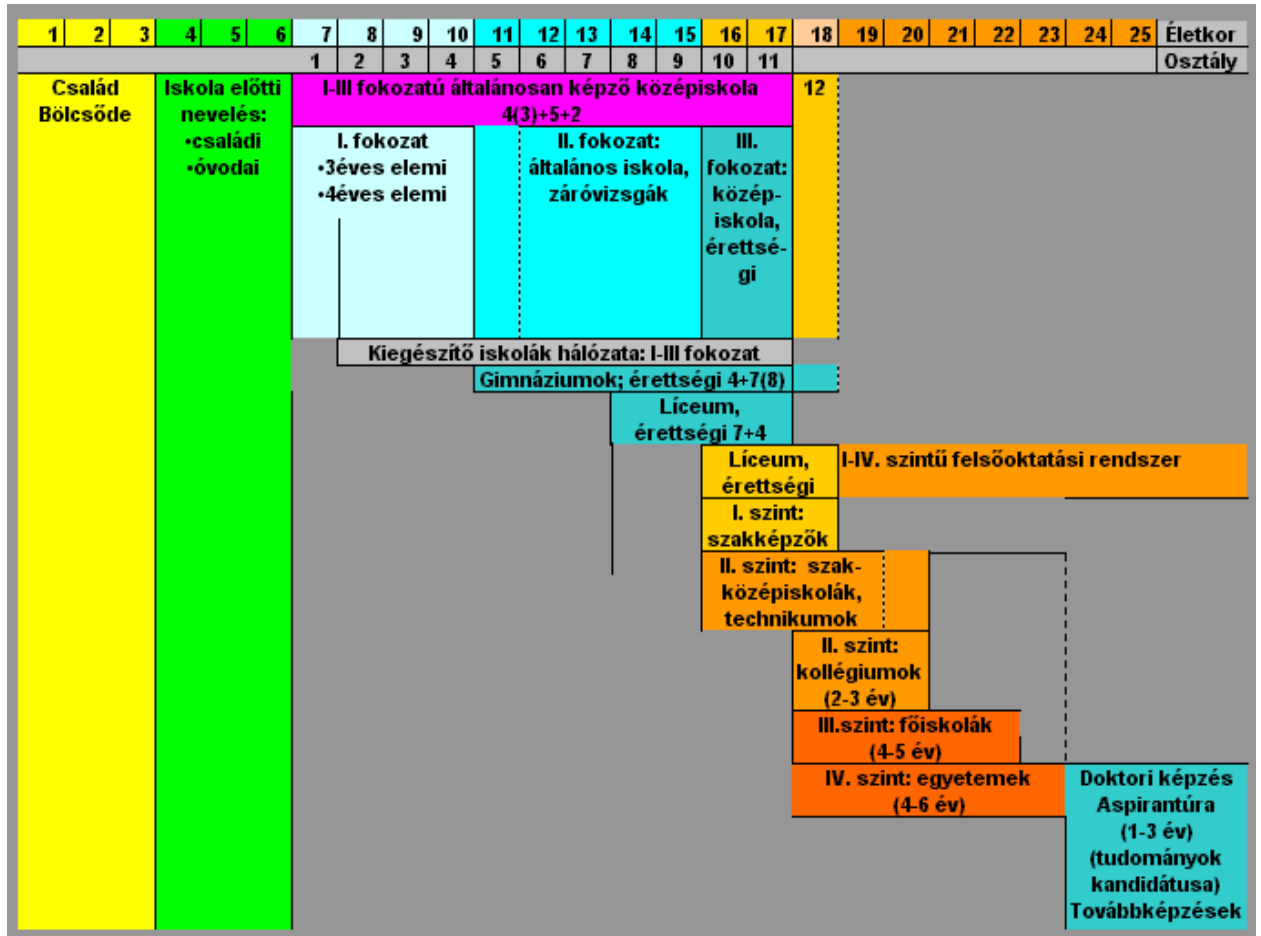 1 2 3 4 5 6 7 8 9 10 11 12 13 14 15 16 17 18 19 20 21 22 23 24 25 Életkor
1 2 3 4 5 6 7 8 9 10 11 Osztály
Család
Bölcsőde
Iskola előtti
nevelés:
•családi
•óvodai
I-III fokozatú általánosan képző középiskola
4(3)+5+2
12
I. fokozat
•3éves elemi
•4éves elemi
II. fokozat:
általános iskola,
záróvizsgák
III.
fokozat:
közép-
iskola,
érettsé-
gi
Kiegészítő iskolák hálózata: I-III fokozat
Gimnáziumok; érettségi 4+7(8)
Líceum,
érettségi 7+4
Líceum,
érettségi
I-IV. szintű felsőoktatási rendszer
I. szint:
szakképzők
II. szint: szak-
középiskolák,
technikumok
II. szint:
kollégiumok
(2-3 év)
III.szint: főiskolák
(4-5 év)
IV. szint: egyetemek
(4-6 év)
Doktori képzés
Aspirantúra
(1-3 év)
(tudományok
kandidátusa)
Továbbképzések